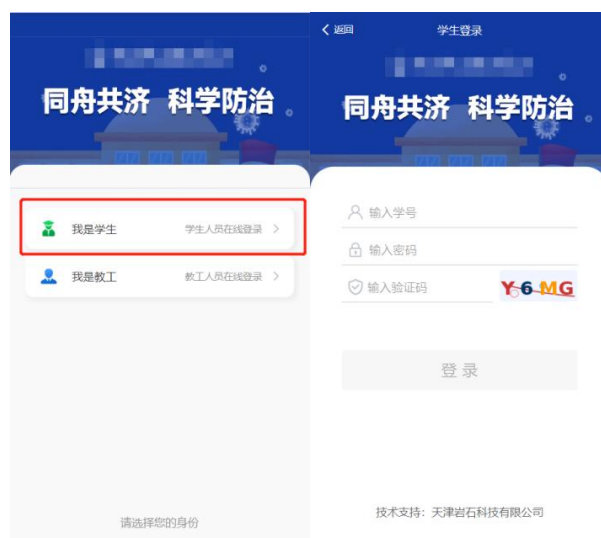 同舟共济 科学防治
我是学生 学生人员在线登录
我是教工 教工人员在线登录
请选择您的身份
返回 学生登录
同舟共济 科学防治
输入学号
输入密码
输入验证码 Y6MG
登录
技术支持：天津岩石科技有限公司